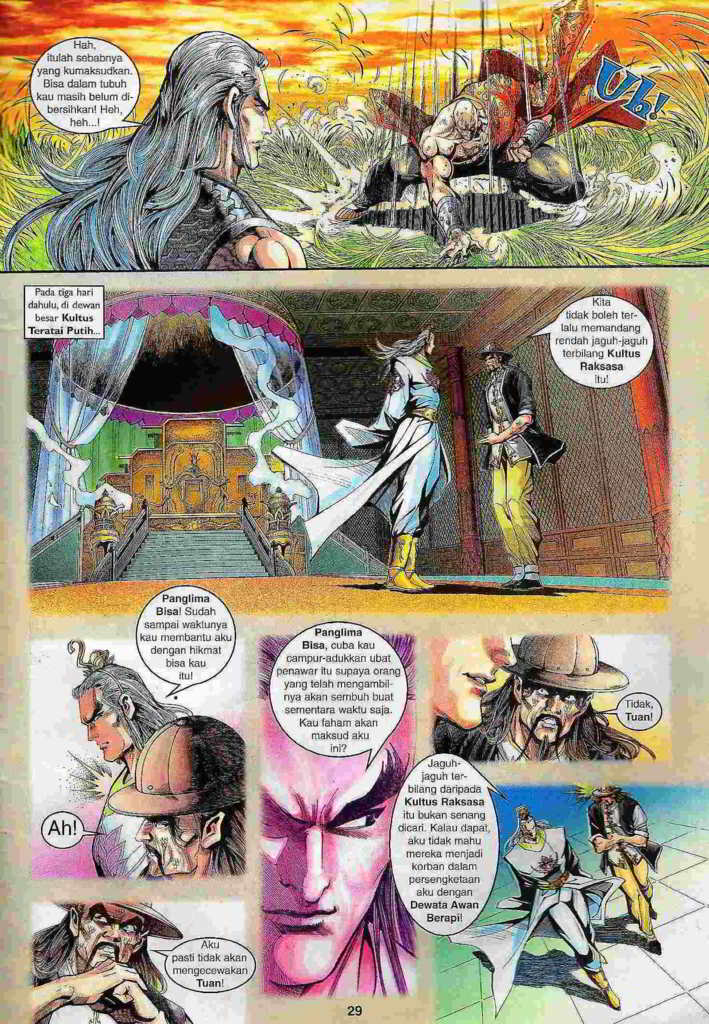 Hah,
itulah sebabnya
yang kumaksudkan.
Bisa dalam tubuh
kau masih belum di-
bersihkan! Heh,
heh...!
Uh!
Pada tiga hari
dahulu, di dewan
besar Kultus
Teratai Putih...
Kita
tidak boleh ter-
lalu memandang
rendah jaguh-jaguh
terbilang Kultus
Raksasa
itu!
Panglima
Bisa! Sudah
sampai waktunya
kau membantu aku
dengan hikmat
bisa kau
itu!
Ah!
Panglima
Bisa, cuba kau
campur-adukkan ubat
penawar itu supaya orang
yang telah mengambil-
nya akan sembuh buat
sementara waktu saja.
Kau faham akan
maksud aku
ini?
Tidak,
Tuan!
Jaguh-
jaguh ter-
bilang daripada
Kultus Raksasa
itu bukan senang
dicari. Kalau dapat,
aku tidak mahu
mereka menjadi
korban dalam
persengketaan
aku dengan
Dewata Awan
Berapi!
Aku
pasti tidak akan
mengecewakan
Tuan!
29